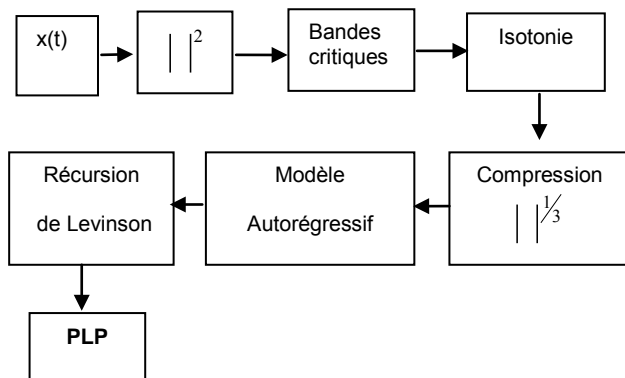 x(t)
| |²
Bandes
critiques
Isotonie
Compression
| |^1/3
Modèle
Autorégressif
Récursion
de Levinson
PLP